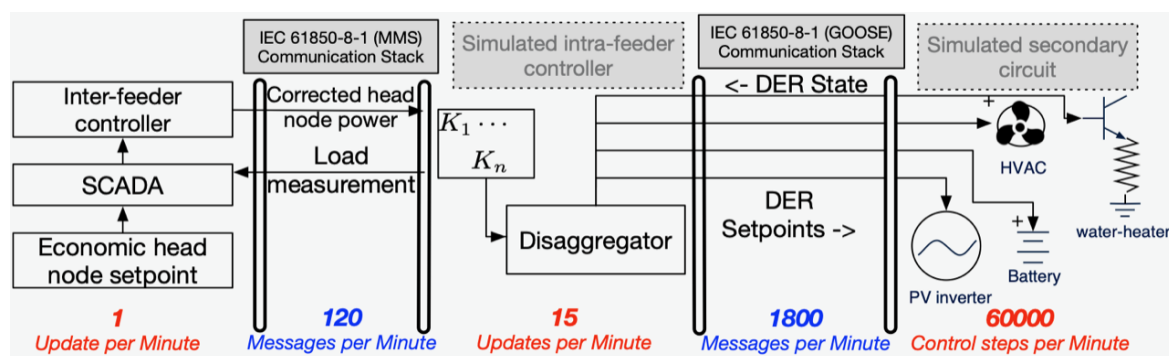 IEC 61850-8-1 (MMS)
Communication Stack
Simulated intra-feeder
controller
IEC 61850-8-1 (GOOSE)
Communication Stack
Simulated secondary
circuit
Inter-feeder
controller
Corrected head
node power
K₁ ⋯
Kₙ
<- DER State
+
HVAC
SCADA
Load
measurement
Economic head
node setpoint
Disaggregator
DER
Setpoints ->
+
water-heater
Battery
PV inverter
1
Update per Minute
120
Messages per Minute
15
Updates per Minute
1800
Messages per Minute
60000
Control steps per Minute